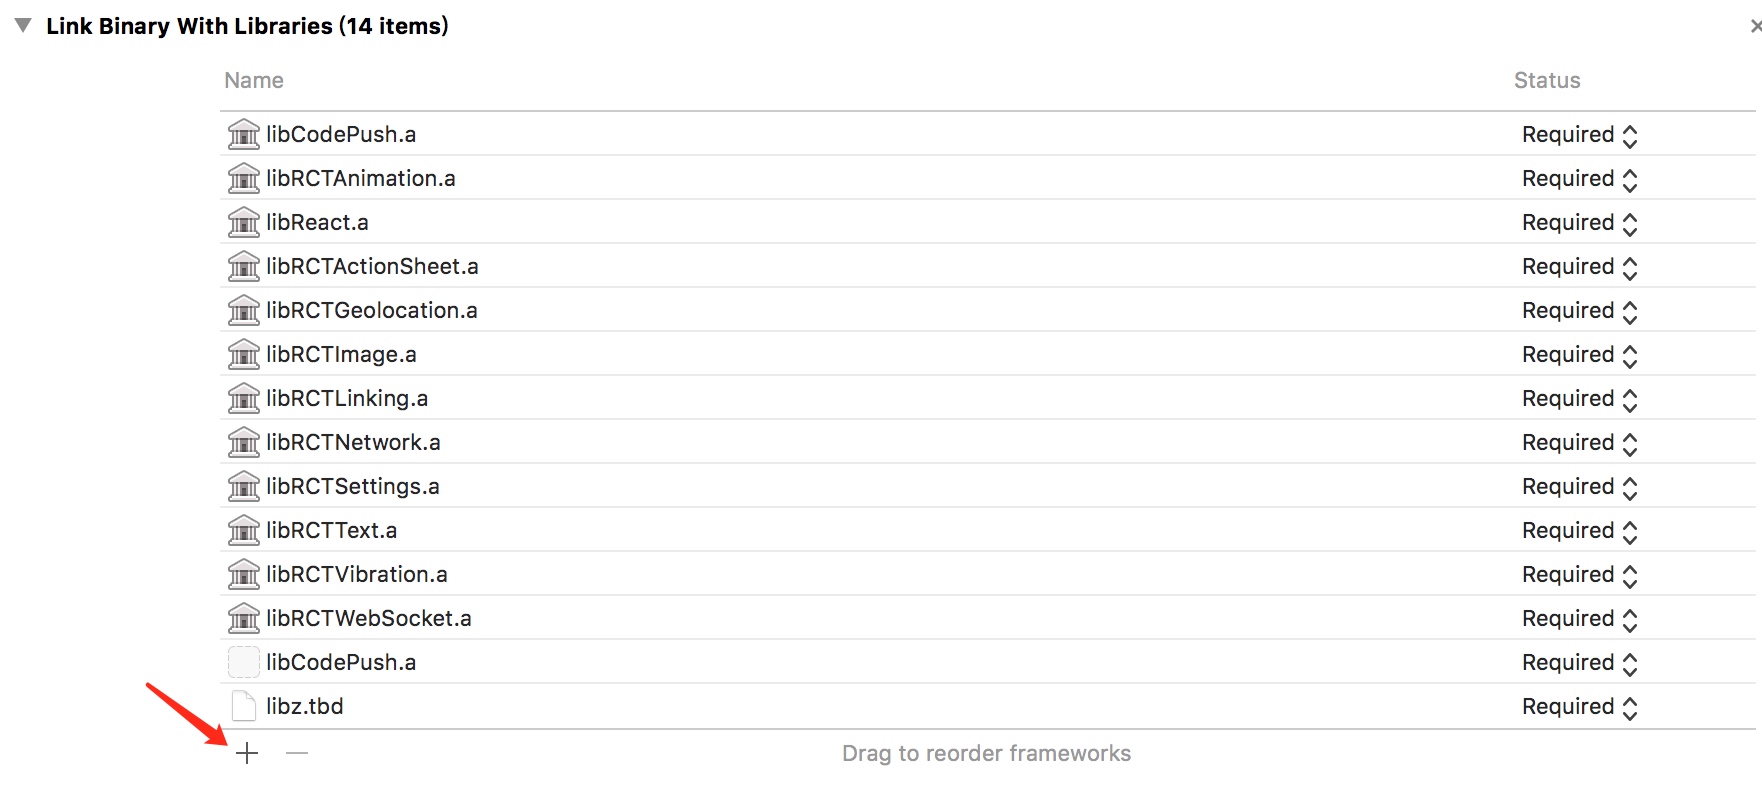 Link Binary With Libraries (14 items)
Name Status
libCodePush.a Required
libRCTAnimation.a Required
libReact.a Required
libRCTActionSheet.a Required
libRCTGeolocation.a Required
libRCTImage.a Required
libRCTLinking.a Required
libRCTNetwork.a Required
libRCTSettings.a Required
libRCTText.a Required
libRCTVibration.a Required
libRCTWebSocket.a Required
libCodePush.a Required
libz.tbd Required
Drag to reorder frameworks